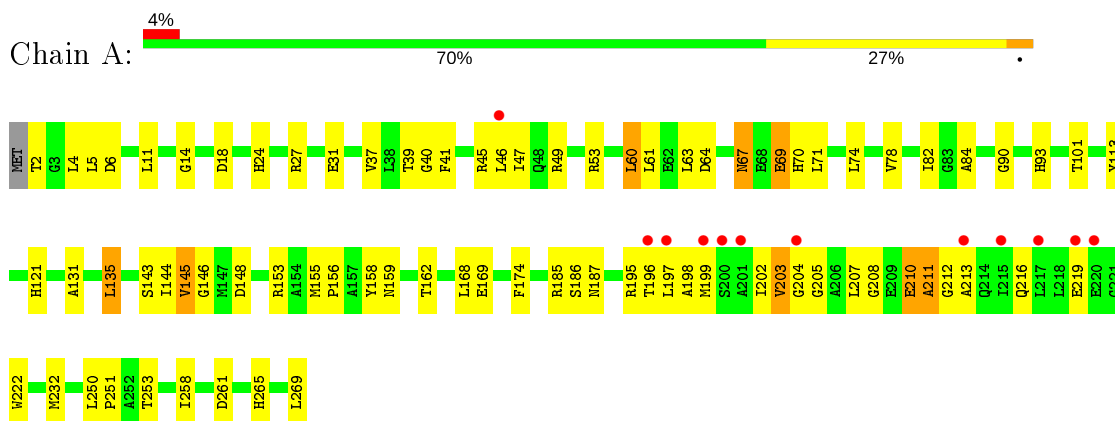 4%
Chain A:
70% 27% •
MET T2 G3 L4 L5 D6 L11 G14 D18 H24 R27 E31 V37 L38 T39 G40 F41 R45 L46 I47 Q48 R49 R53 L60 L61 E62 L63 D64 N67 E68 E69 H70 L71 L74 V78 I82 G83 A84 G90 H93 T101 Y113
H121 A131 L135 S143 I144 V145 G146 M147 D148 R153 A154 M155 P156 A157 Y158 N159 T162 L168 E169 F174 R185 S186 N187 R195 T196 L197 A198 M199 S200 A201 I202 V203 G204 G205 A206 L207 G208 E209 E210 A211 G212 A213 Q214 I215 Q216 L217 L218 E219 E220 G221
W222 M232 L250 P251 A252 T253 I258 D261 H265 L269